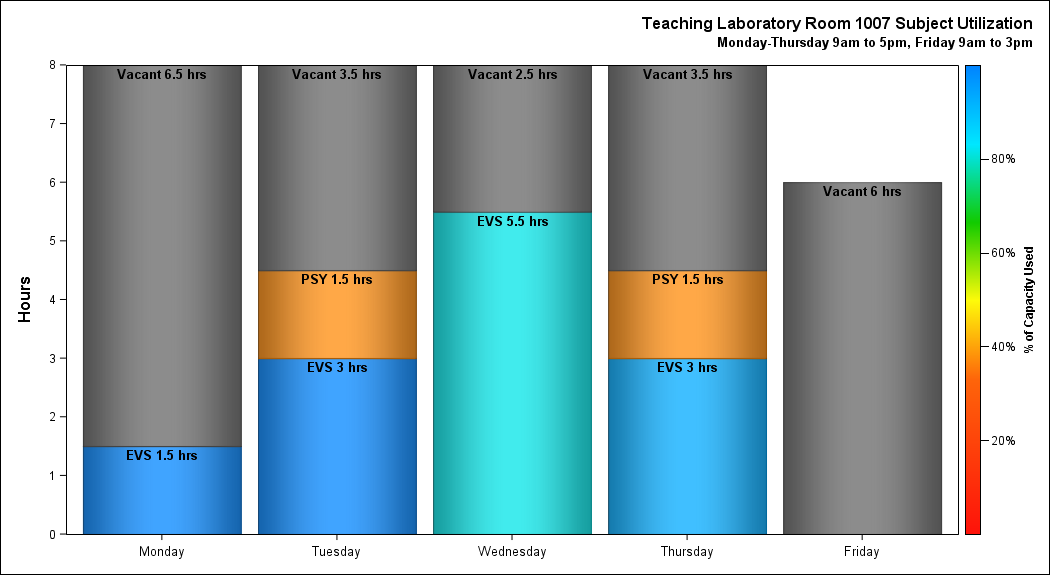 Teaching Laboratory Room 1007 Subject Utilization
Monday-Thursday 9am to 5pm, Friday 9am to 3pm
Hours
8
7
6
5
4
3
2
1
0
Vacant 6.5 hrs
EVS 1.5 hrs
Vacant 3.5 hrs
PSY 1.5 hrs
EVS 3 hrs
Vacant 2.5 hrs
EVS 5.5 hrs
Vacant 3.5 hrs
PSY 1.5 hrs
EVS 3 hrs
Vacant 6 hrs
Monday
Tuesday
Wednesday
Thursday
Friday
80%
60%
40%
20%
% of Capacity Used